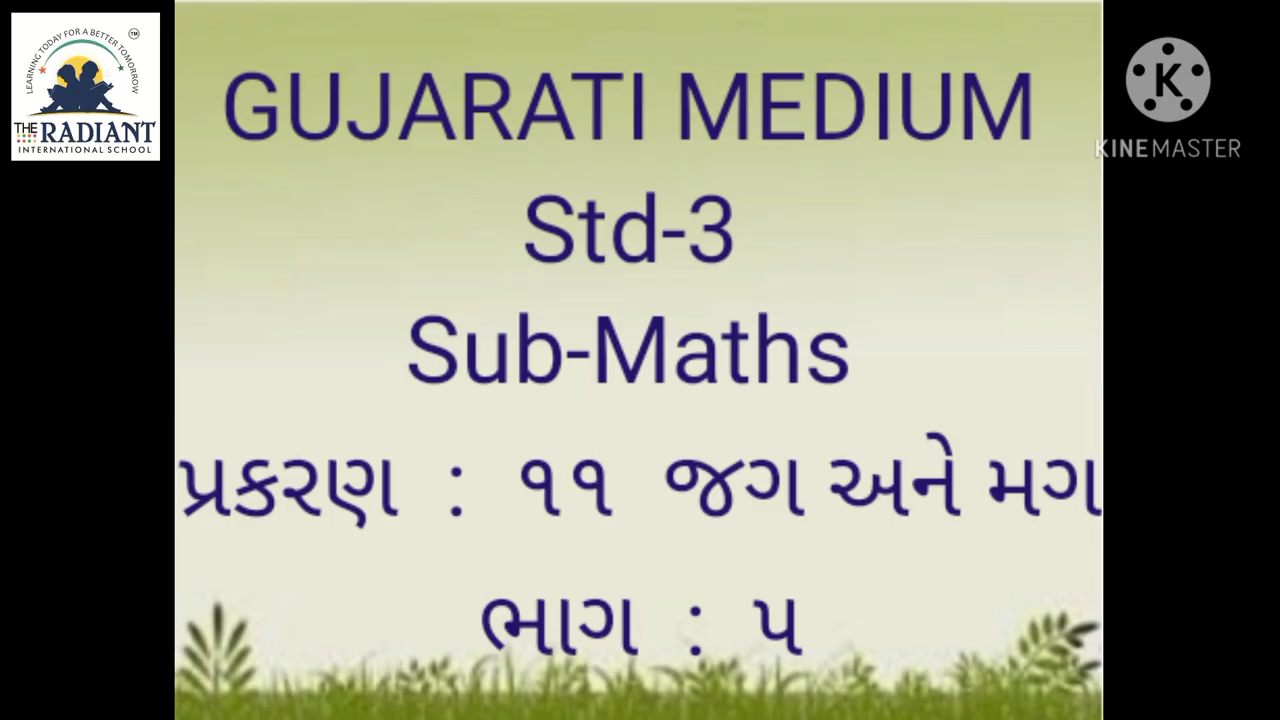 LEARNING TODAY FOR A BETTER TOMORROW
TM
THE RADIANT
INTERNATIONAL SCHOOL
GUJARATI MEDIUM
Std-3
Sub-Maths
પ્રકરણ : ૧૧ જગ અને મગ
ભાગ : ૫
K
KINEMASTER